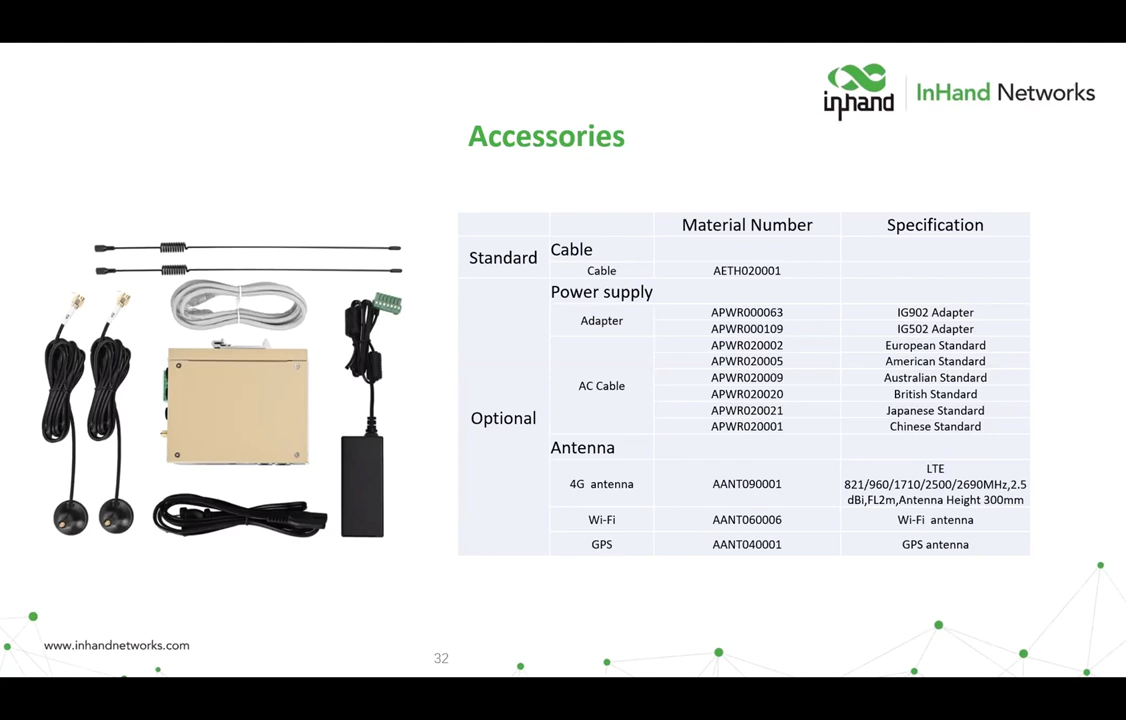 inhand
InHand Networks
Accessories
Material Number Specification
Standard
Cable
Cable AETH020001
Optional
Power supply
Adapter
APWR000063 IG902 Adapter
APWR000109 IG502 Adapter
AC Cable
APWR020002 European Standard
APWR020005 American Standard
APWR020009 Australian Standard
APWR020020 British Standard
APWR020021 Japanese Standard
APWR020001 Chinese Standard
Antenna
4G antenna AANT090001
LTE
821/960/1710/2500/2690MHz,2.5
dBi,FL2m,Antenna Height 300mm
Wi-Fi AANT060006 Wi-Fi antenna
GPS AANT040001 GPS antenna
www.inhandnetworks.com
32